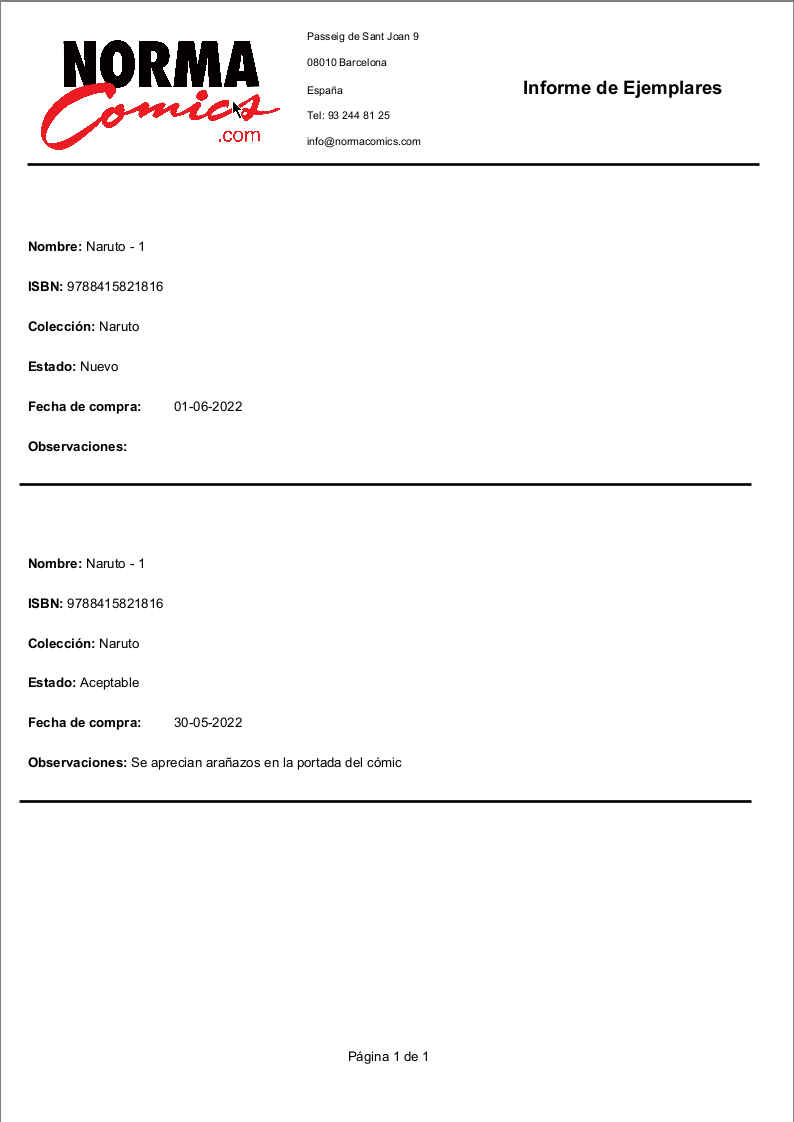 NORMA
Comics
.com
Passeig de Sant Joan 9
08010 Barcelona
España
Tel: 93 244 81 25
info@normacomics.com
Informe de Ejemplares
Nombre: Naruto - 1
ISBN: 9788415821816
Colección: Naruto
Estado: Nuevo
Fecha de compra: 01-06-2022
Observaciones:
Nombre: Naruto - 1
ISBN: 9788415821816
Colección: Naruto
Estado: Aceptable
Fecha de compra: 30-05-2022
Observaciones: Se aprecian arañazos en la portada del cómic
Página 1 de 1